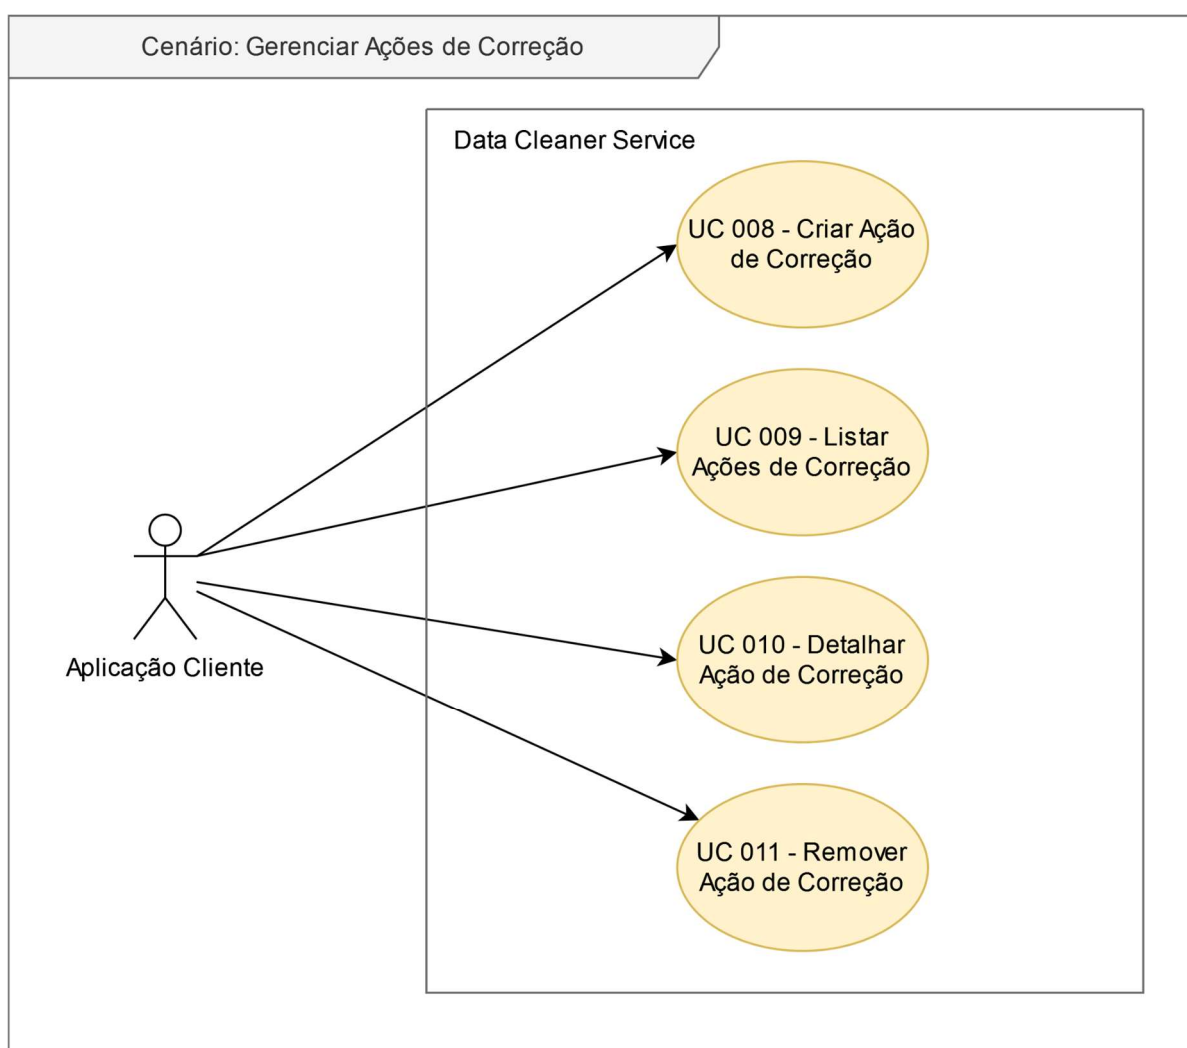 Cenário: Gerenciar Ações de Correção
Data Cleaner Service
UC 008 - Criar Ação
de Correção
UC 009 - Listar
Ações de Correção
UC 010 - Detalhar
Ação de Correção
UC 011 - Remover
Ação de Correção
Aplicação Cliente